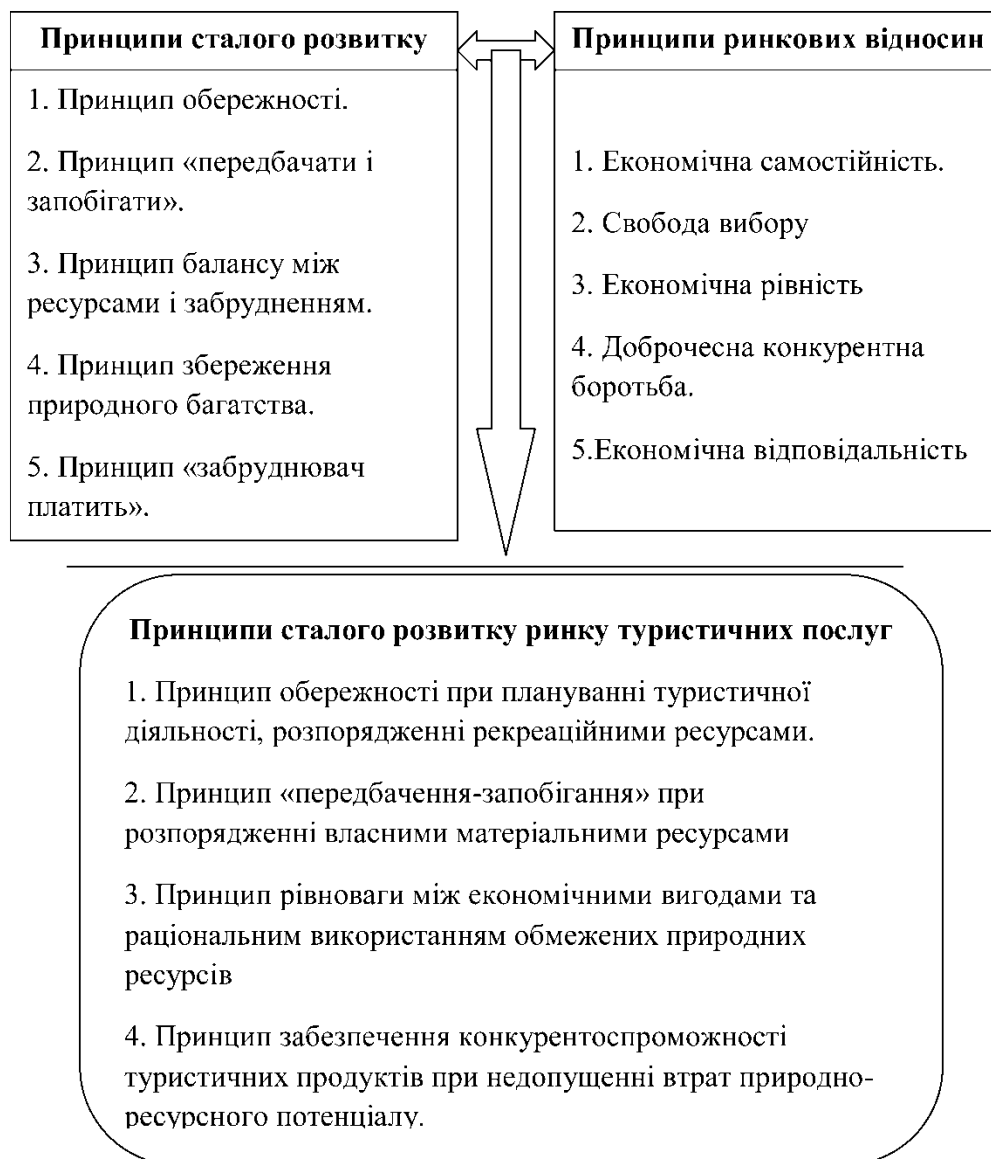 Принципи сталого розвитку
1. Принцип обережності.
2. Принцип «передбачати і
запобігати».
3. Принцип балансу між
ресурсами і забрудненням.
4. Принцип збереження
природного багатства.
5. Принцип «забруднювач
платить».
Принципи ринкових відносин
1. Економічна самостійність.
2. Свобода вибору
3. Економічна рівність
4. Доброчесна конкурентна
боротьба.
5.Економічна відповідальність
Принципи сталого розвитку ринку туристичних послуг
1. Принцип обережності при плануванні туристичної
діяльності, розпорядженні рекреаційними ресурсами.
2. Принцип «передбачення-запобігання» при
розпорядженні власними матеріальними ресурсами
3. Принцип рівноваги між економічними вигодами та
раціональним використанням обмежених природних
ресурсів
4. Принцип забезпечення конкурентоспроможності
туристичних продуктів при недопущенні втрат природно-
ресурсного потенціалу.